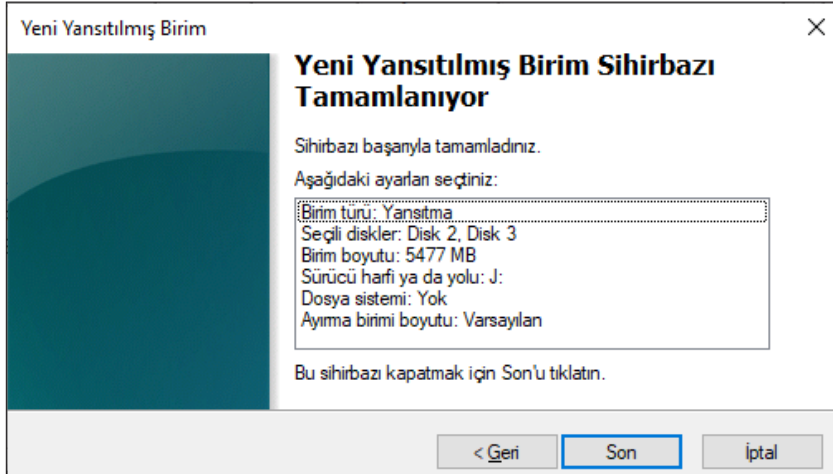 Yeni Yansıtılmış Birim
Yeni Yansıtılmış Birim Sihirbazı
Tamamlanıyor
Sihirbazı başarıyla tamamladınız.
Aşağıdaki ayarları seçtiniz:
Birim türü: Yansıtma
Seçili diskler: Disk 2, Disk 3
Birim boyutu: 5477 MB
Sürücü harfi ya da yolu: J:
Dosya sistemi: Yok
Ayırma birimi boyutu: Varsayılan
Bu sihirbazı kapatmak için Son'u tıklatın.
< Geri
Son
İptal